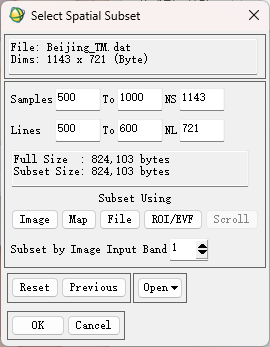 Select Spatial Subset
File: Beijing_TM.dat
Dims: 1143 x 721 (Byte)
Samples 500 To 1000 NS 1143
Lines 500 To 600 NL 721
Full Size : 824,103 bytes
Subset Size: 824,103 bytes
Subset Using
Image Map File ROI/EVF Scroll
Subset by Image Input Band 1
Reset Previous Open
OK Cancel